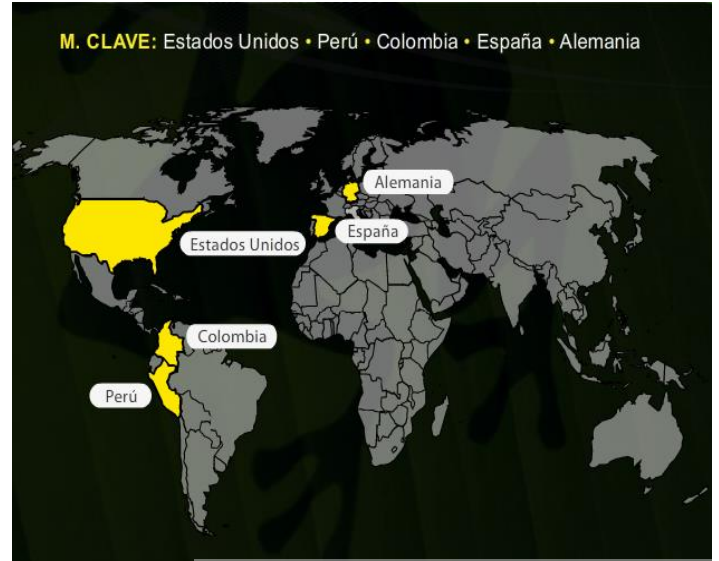 M. CLAVE: Estados Unidos • Perú • Colombia • España • Alemania
Alemania
España
Estados Unidos
Colombia
Perú